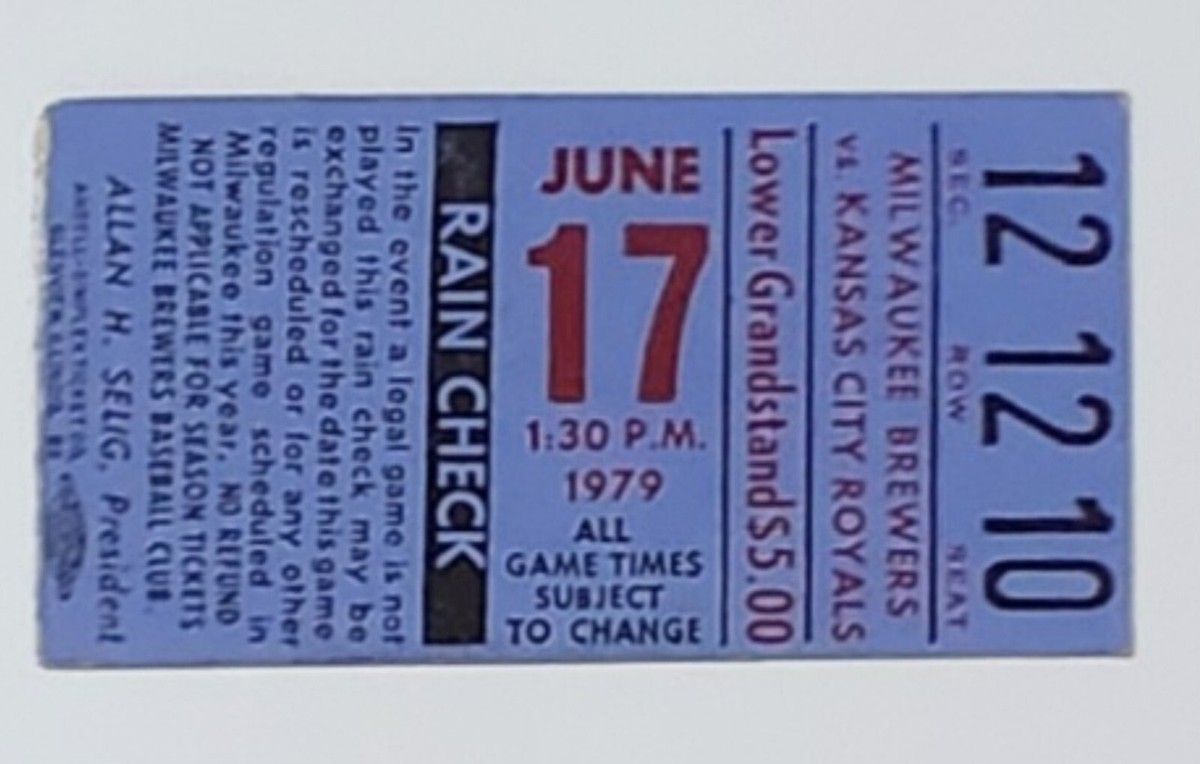 12 12 10
SEC. ROW SEAT
MILWAUKEE BREWERS
vs. KANSAS CITY ROYALS
Lower Grandstand $5.00
JUNE
17
1:30 P.M.
1979
ALL
GAME TIMES
SUBJECT
TO CHANGE
RAIN CHECK
In the event a legal game is not
played this rain check may be
exchanged for the date this game
is rescheduled or for any other
regulation game scheduled in
Milwaukee this year, NO REFUND
NOT APPLICABLE FOR SEASON TICKETS
MILWAUKEE BREWERS BASEBALL CLUB.
ALLAN H. SELIG, President